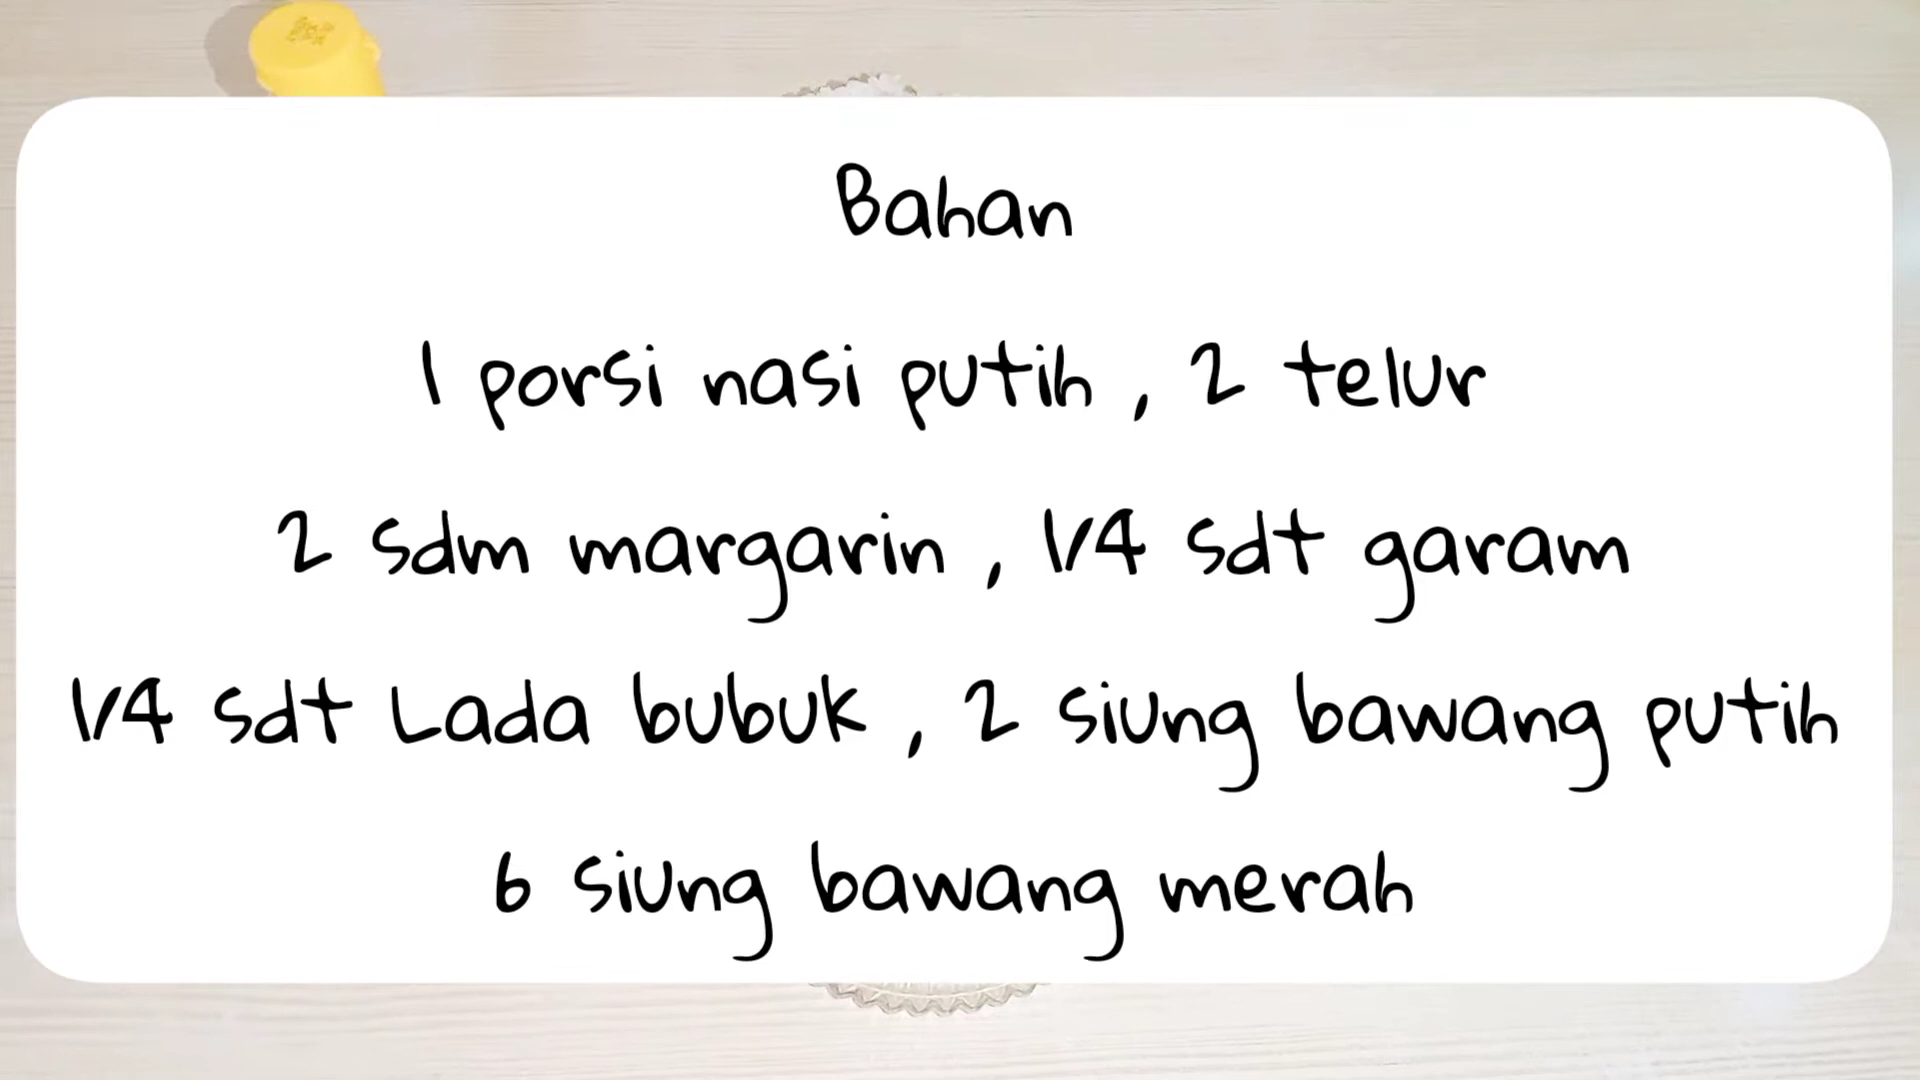 Bahan
1 porsi nasi putih , 2 telur
2 sdm margarin , 1/4 sdt garam
1/4 sdt Lada bubuk , 2 siung bawang putih
6 siung bawang merah